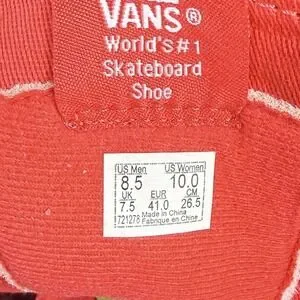 VANS®
World's #1
Skateboard
Shoe
US Men US Women
8.5 10.0
UK EUR CM
7.5 41.0 26.5
721278 Made in China
Fabrique en Chine